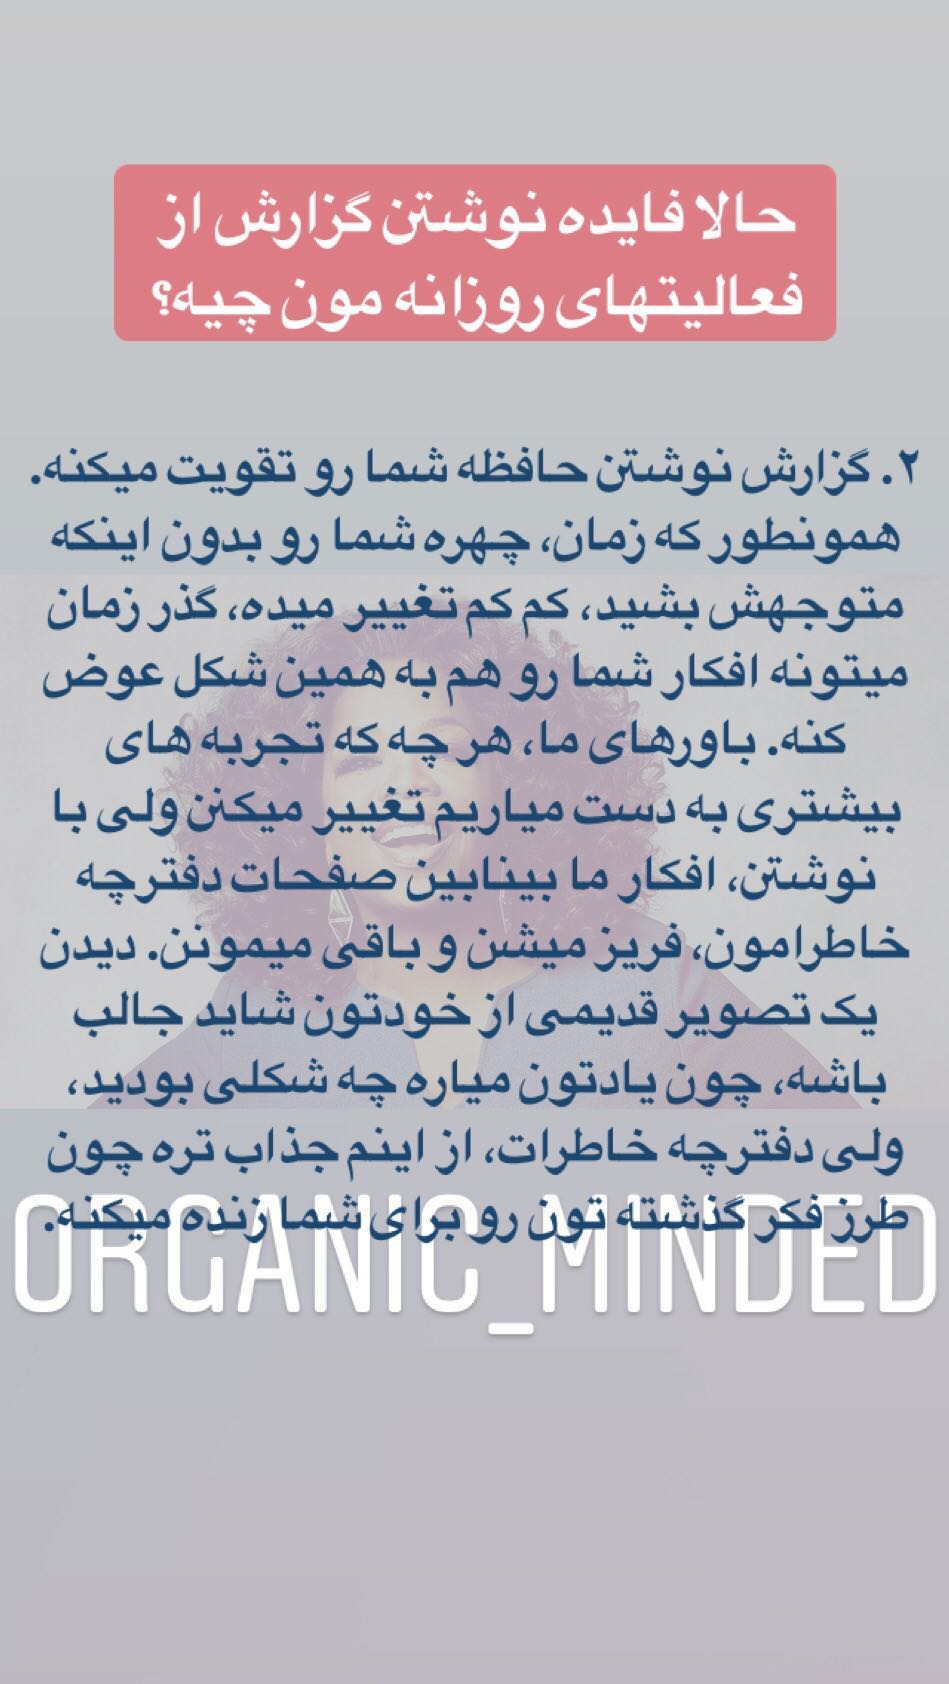 حالا فایده نوشتن گزارش از
فعالیتهای روزانه مون چیه؟
۲. گزارش نوشتن حافظه شما رو تقویت میکنه.
همونطور که زمان، چهره شما رو بدون اینکه
متوجهش بشید، کم کم تغییر میده، گذر زمان
میتونه افکار شما رو هم به همین شکل عوض
کنه. باورهای ما، هر چه که تجربه های
بیشتری به دست میاریم تغییر میکنن ولی با
نوشتن، افکار ما بینابین صفحات دفترچه
خاطرامون، فریز میشن و باقی میمونن. دیدن
یک تصویر قدیمی از خودتون شاید جالب
باشه، چون یادتون میاره چه شکلی بودید،
ولی دفترچه خاطرات، از اینم جذاب تره چون
طرز فکر گذشته تون رو برای شما زنده میکنه.
ORGANIC_MINDED